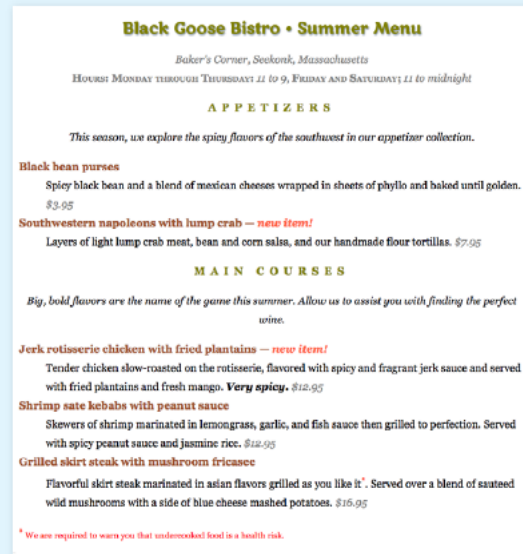 Black Goose Bistro • Summer Menu
Baker's Corner, Seekonk, Massachusetts
Hours: Monday through Thursday: 11 to 9, Friday and Saturday; 11 to midnight
APPETIZERS
This season, we explore the spicy flavors of the southwest in our appetizer collection.
Black bean purses
Spicy black bean and a blend of mexican cheeses wrapped in sheets of phyllo and baked until golden.
$3.95
Southwestern napoleons with lump crab — new item!
Layers of light lump crab meat, bean and corn salsa, and our handmade flour tortillas. $7.95
MAIN COURSES
Big, bold flavors are the name of the game this summer. Allow us to assist you with finding the perfect
wine.
Jerk rotisserie chicken with fried plantains — new item!
Tender chicken slow-roasted on the rotisserie, flavored with spicy and fragrant jerk sauce and served
with fried plantains and fresh mango. Very spicy. $12.95
Shrimp sate kebabs with peanut sauce
Skewers of shrimp marinated in lemongrass, garlic, and fish sauce then grilled to perfection. Served
with spicy peanut sauce and jasmine rice. $12.95
Grilled skirt steak with mushroom fricasee
Flavorful skirt steak marinated in asian flavors grilled as you like it*. Served over a blend of sauteed
wild mushrooms with a side of blue cheese mashed potatoes. $16.95
* We are required to warn you that undercooked food is a health risk.